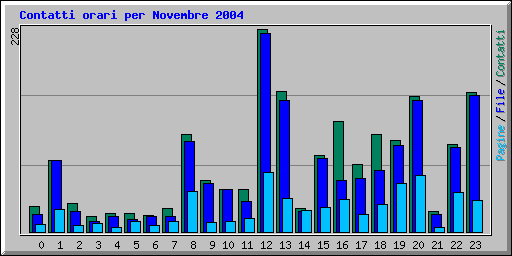 Contatti orari per Novembre 2004
228
Pagine/File/Contatti
0 1 2 3 4 5 6 7 8 9 10 11 12 13 14 15 16 17 18 19 20 21 22 23